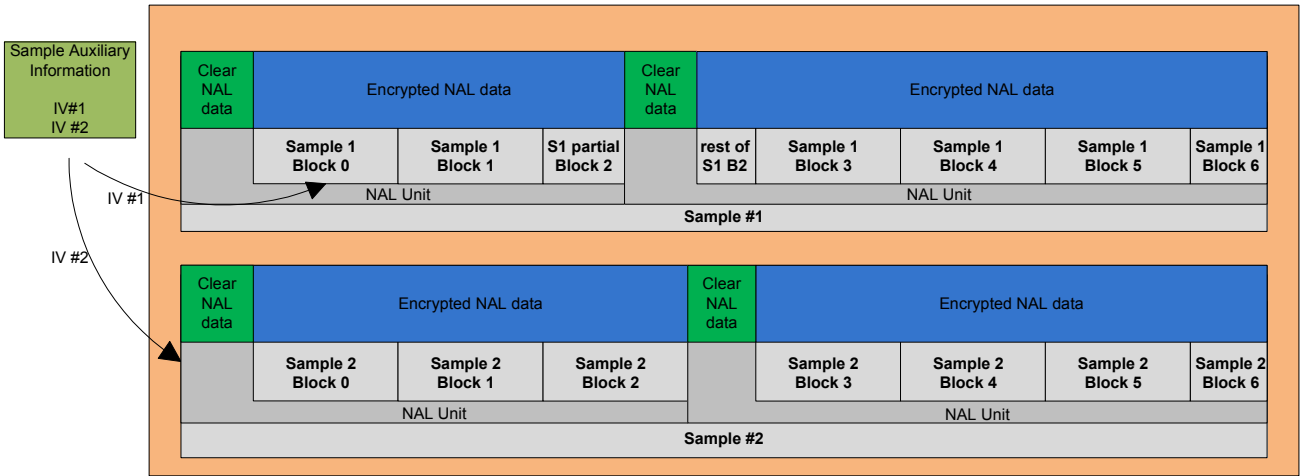 Sample Auxiliary
Information
IV#1
IV #2
IV #1
IV #2
Clear
NAL
data
Encrypted NAL data
Clear
NAL
data
Encrypted NAL data
Sample 1
Block 0
Sample 1
Block 1
S1 partial
Block 2
rest of
S1 B2
Sample 1
Block 3
Sample 1
Block 4
Sample 1
Block 5
Sample 1
Block 6
NAL Unit
NAL Unit
Sample #1
Clear
NAL
data
Encrypted NAL data
Clear
NAL
data
Encrypted NAL data
Sample 2
Block 0
Sample 2
Block 1
Sample 2
Block 2
Sample 2
Block 3
Sample 2
Block 4
Sample 2
Block 5
Sample 2
Block 6
NAL Unit
NAL Unit
Sample #2